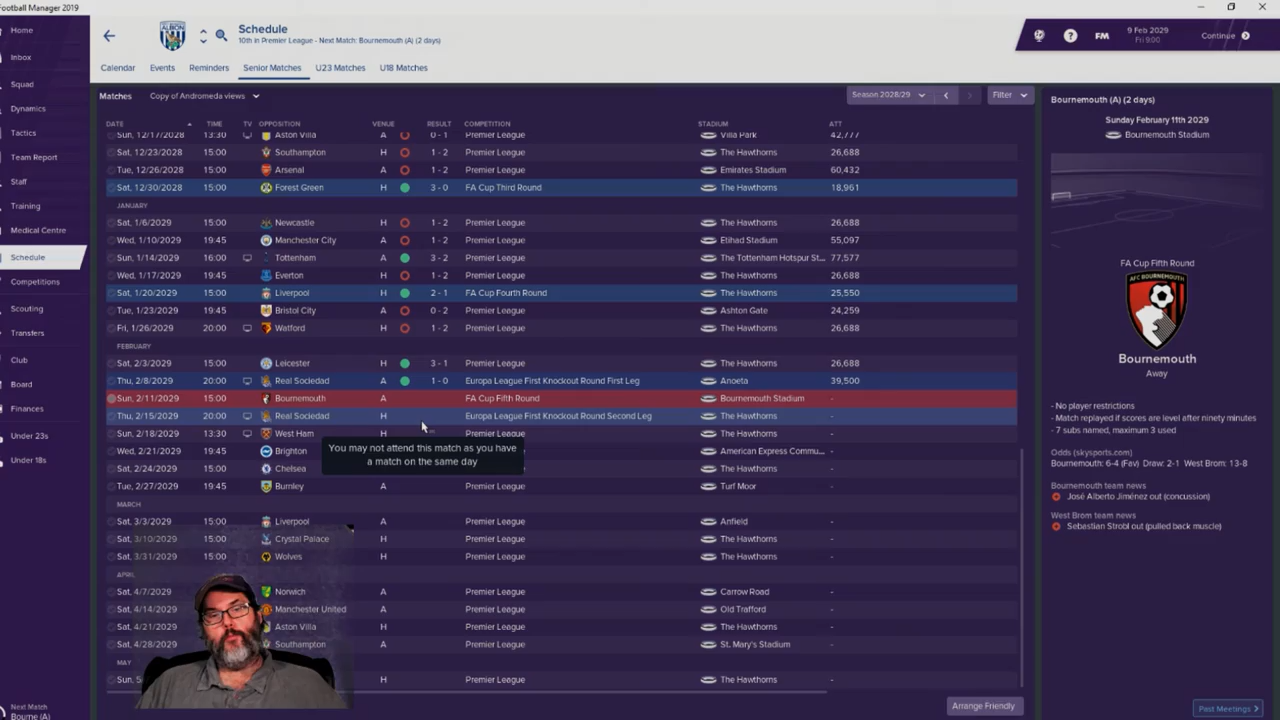 Football Manager 2019
Home
Inbox
Squad
Dynamics
Tactics
Team Report
Staff
Training
Medical Centre
Schedule
Competitions
Scouting
Transfers
Club
Board
Finances
Under 23s
Under 18s
Next Match
Bourne (A)
Schedule
10th in Premier League - Next Match: Bournemouth (A) (2 days)
9 Feb 2029
Fri 9:00
Continue
FM
Calendar Events Reminders Senior Matches U23 Matches U18 Matches
Matches Copy of Andromeda views Season 2028/29 Filter
DATE TIME TV OPPOSITION VENUE RESULT COMPETITION STADIUM ATT
Sun, 12/17/2028 13:30 Aston Villa A 0-1 Premier League Villa Park 42,777
Sat, 12/23/2028 15:00 Southampton H 1-2 Premier League The Hawthorns 26,688
Tue, 12/26/2028 15:00 Arsenal A 1-2 Premier League Emirates Stadium 60,432
Sat, 12/30/2028 15:00 Forest Green H 3-0 FA Cup Third Round The Hawthorns 18,961
JANUARY
Sat, 1/6/2029 15:00 Newcastle H 1-2 Premier League The Hawthorns 26,688
Wed, 1/10/2029 19:45 Manchester City A 1-2 Premier League Etihad Stadium 55,097
Sun, 1/14/2029 16:00 Tottenham A 3-2 Premier League The Tottenham Hotspur St... 77,577
Wed, 1/17/2029 19:45 Everton H 1-2 Premier League The Hawthorns 26,688
Sat, 1/20/2029 15:00 Liverpool H 2-1 FA Cup Fourth Round The Hawthorns 25,550
Tue, 1/23/2029 19:45 Bristol City A 0-2 Premier League Ashton Gate 24,259
Fri, 1/26/2029 20:00 Watford H 1-2 Premier League The Hawthorns 26,688
FEBRUARY
Sat, 2/3/2029 15:00 Leicester H 3-1 Premier League The Hawthorns 26,688
Thu, 2/8/2029 20:00 Real Sociedad A 1-0 Europa League First Knockout Round First Leg Anoeta 39,500
Sun, 2/11/2029 15:00 Bournemouth A FA Cup Fifth Round Bournemouth Stadium -
Thu, 2/15/2029 20:00 Real Sociedad H Europa League First Knockout Round Second Leg The Hawthorns -
Sun, 2/18/2029 13:30 West Ham H Premier League The Hawthorns -
Wed, 2/21/2029 19:45 Brighton American Express Commu... -
Sat, 2/24/2029 15:00 Chelsea The Hawthorns -
Tue, 2/27/2029 19:45 Burnley A Premier League Turf Moor -
You may not attend this match as you have
a match on the same day
MARCH
Sat, 3/3/2029 15:00 Liverpool A Premier League Anfield -
Sat, 3/10/2029 15:00 Crystal Palace H Premier League The Hawthorns -
Sat, 3/31/2029 15:00 Wolves H Premier League The Hawthorns -
APRIL
Sat, 4/7/2029 Norwich A Premier League Carrow Road -
Sat, 4/14/2029 Manchester United A Premier League Old Trafford -
Sat, 4/21/2029 Aston Villa H Premier League The Hawthorns -
Sat, 4/28/2029 Southampton A Premier League St. Mary's Stadium -
MAY
Sun, H Premier League The Hawthorns -
Arrange Friendly
Bournemouth (A) (2 days)
Sunday February 11th 2029
Bournemouth Stadium
FA Cup Fifth Round
AFC BOURNEMOUTH
Bournemouth
Away
- No player restrictions
- Match replayed if scores are level after ninety minutes
- 7 subs named, maximum 3 used
Odds (skysports.com)
Bournemouth: 6-4 (Fav) Draw: 2-1 West Brom: 13-8
Bournemouth team news
José Alberto Jiménez out (concussion)
West Brom team news
Sebastian Strobl out (pulled back muscle)
Past Meetings